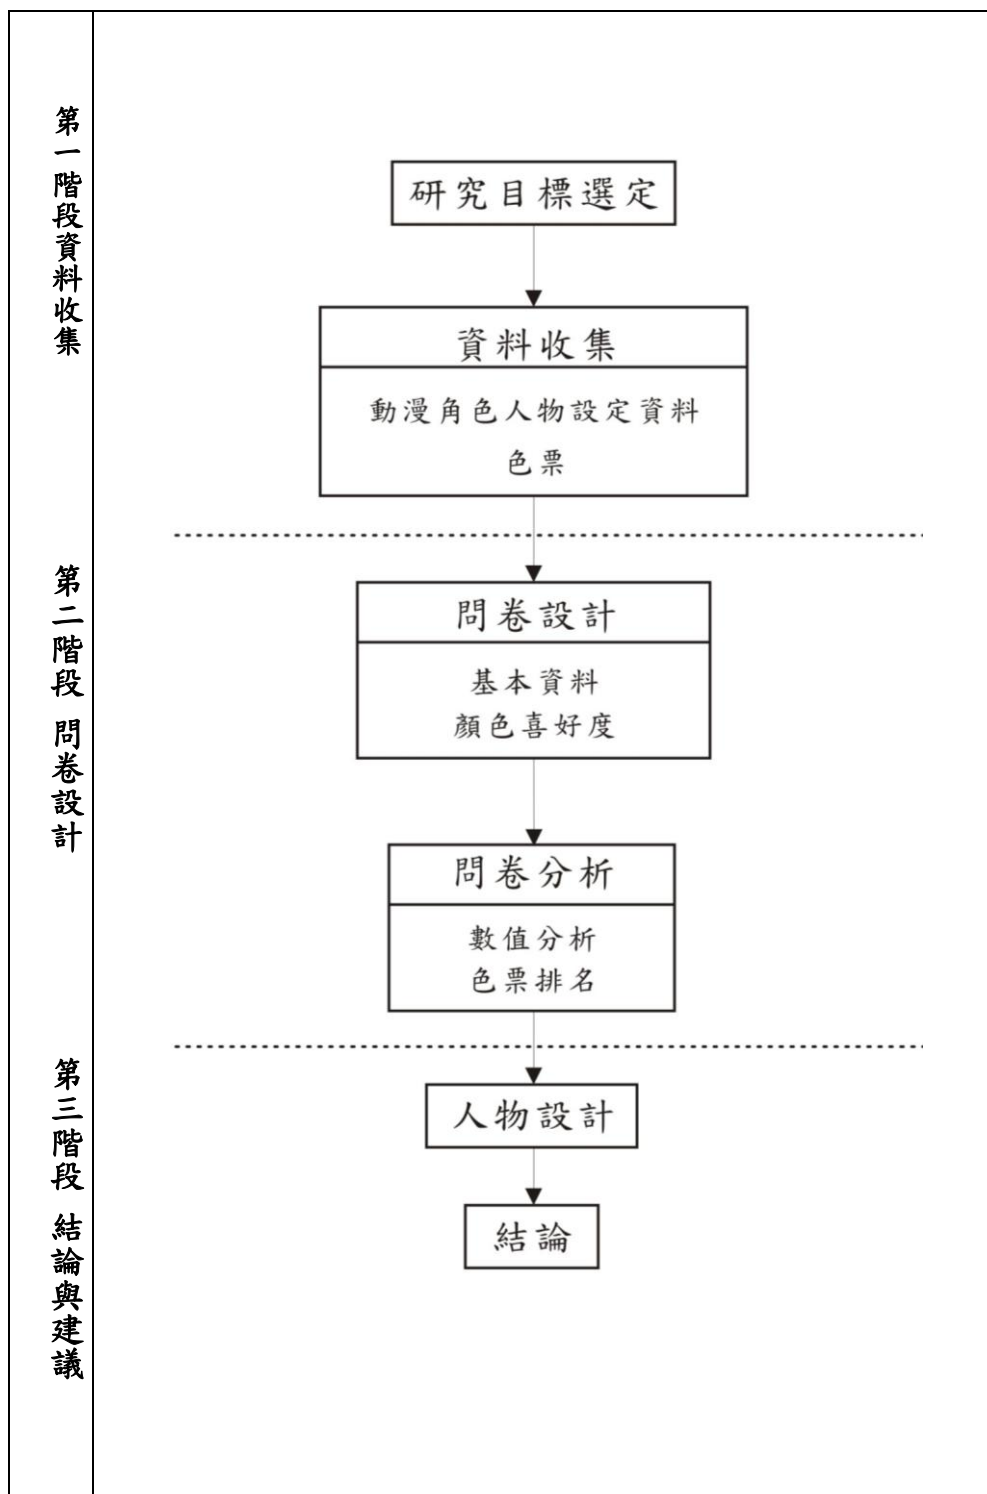 第一階段資料收集
研究目標選定
資料收集
動漫角色人物設定資料
色票
第二階段 問卷設計
問卷設計
基本資料
顏色喜好度
問卷分析
數值分析
色票排名
第三階段 結論與建議
人物設計
結論